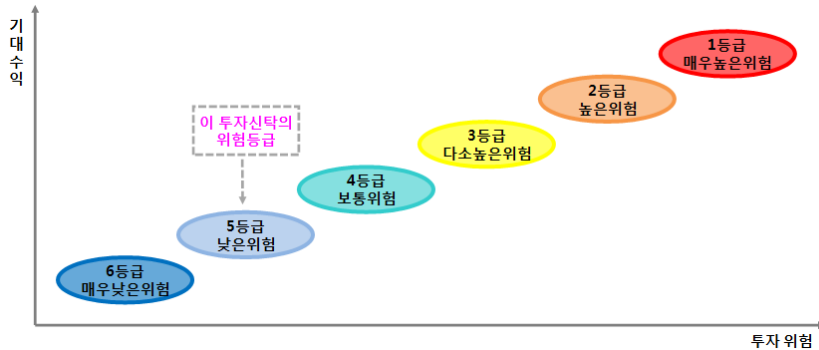 기
대
수
익
1등급
매우높은위험
2등급
높은위험
이 투자신탁의
위험등급
3등급
다소높은위험
4등급
보통위험
5등급
낮은위험
6등급
매우낮은위험
투자 위험